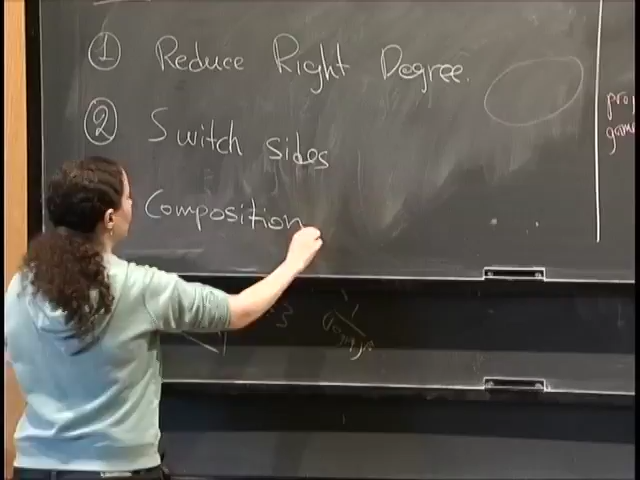 ① Reduce Right Degree.
② Switch sides
Composition